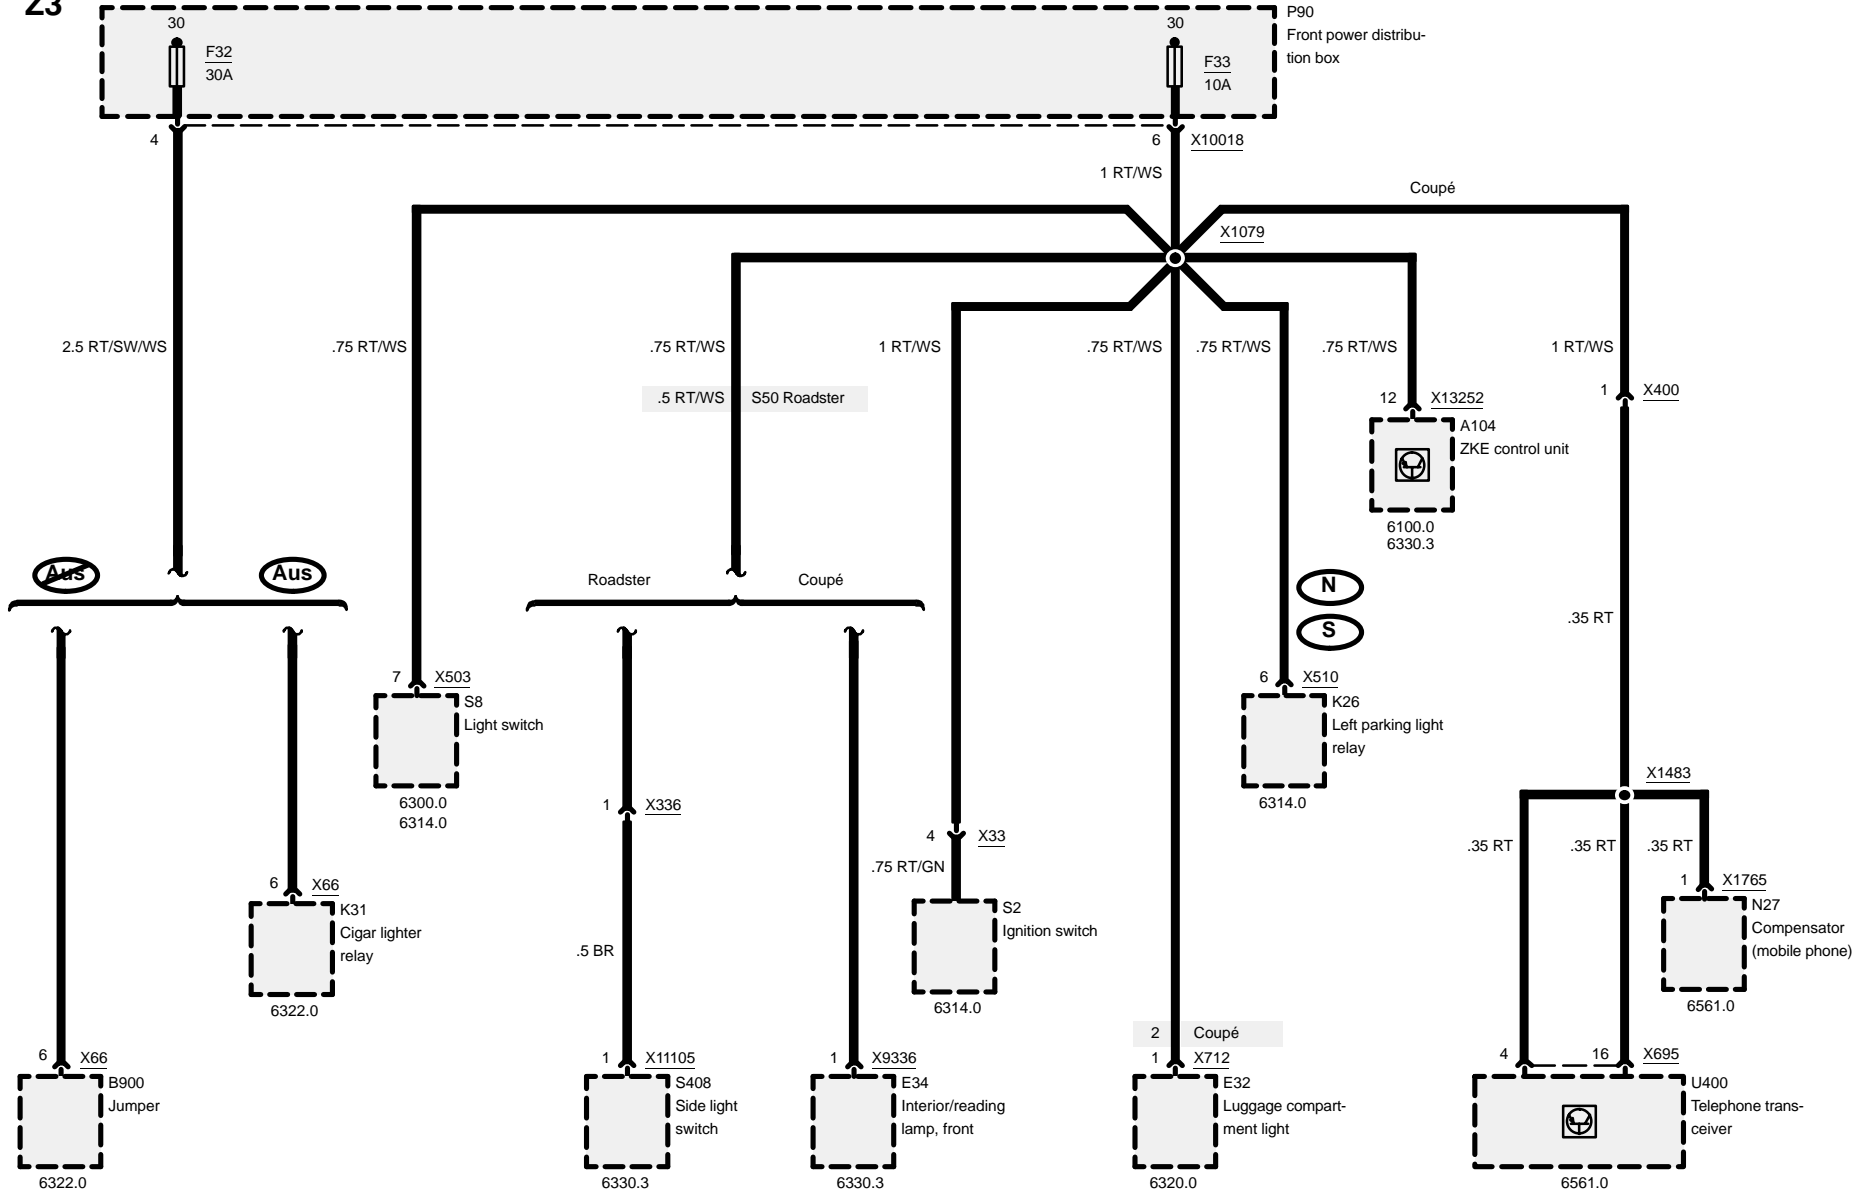 Z3
30
30
P90
Front power distribu-
tion box
F32
30A
F33
10A
4
6
X10018
1 RT/WS
Coupé
X1079
2.5 RT/SW/WS
.75 RT/WS
.75 RT/WS
1 RT/WS
.75 RT/WS
.75 RT/WS
.75 RT/WS
1 RT/WS
.5 RT/WS
S50 Roadster
12
X13252
1
X400
A104
ZKE control unit
6100.0
6330.3
Aus
Aus
Roadster
Coupé
N
S
.35 RT
7
X503
S8
Light switch
6300.0
6314.0
6
X510
K26
Left parking light
relay
6314.0
X1483
1
X336
4
X33
.75 RT/GN
.35 RT
.35 RT
.35 RT
6
X66
K31
Cigar lighter
relay
6322.0
S2
Ignition switch
6314.0
1
X1765
N27
Compensator
(mobile phone)
6561.0
.5 BR
2
Coupé
6
X66
B900
Jumper
6322.0
1
X11105
S408
Side light
switch
6330.3
1
X9336
E34
Interior/reading
lamp, front
6330.3
1
X712
E32
Luggage compart-
ment light
6320.0
4
16
X695
U400
Telephone trans-
ceiver
6561.0